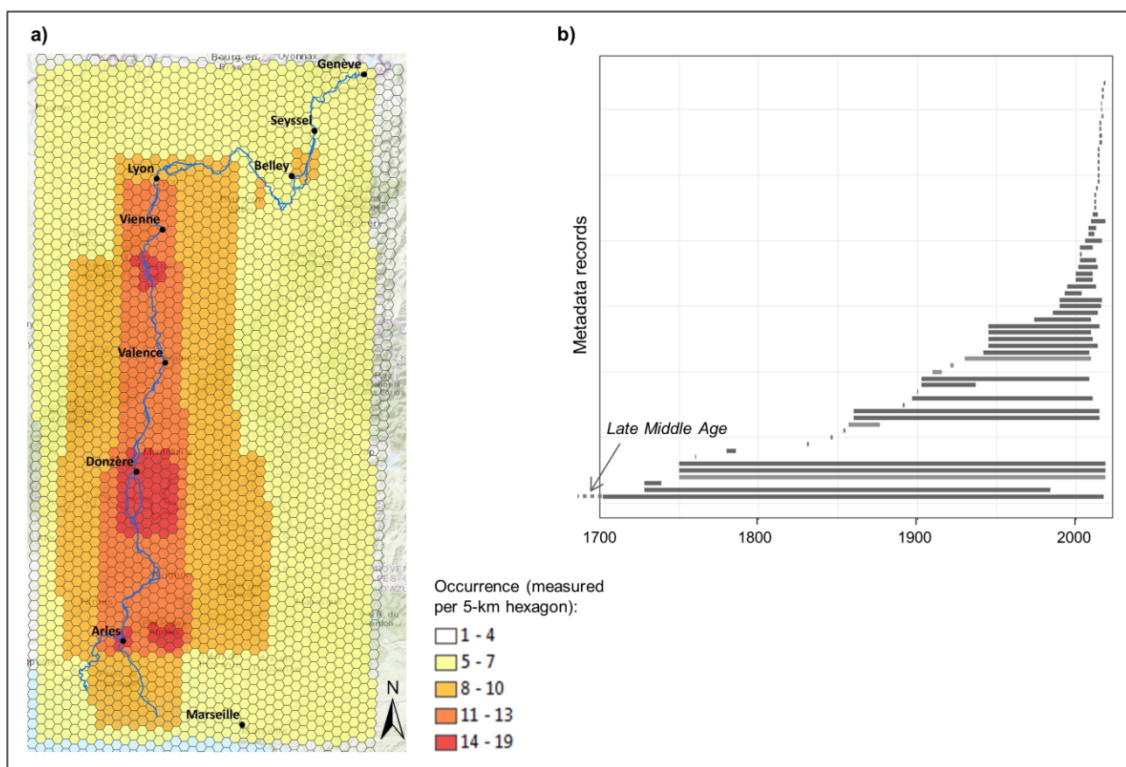 a)
Genève
Seyssel
Belley
Lyon
Vienne
Valence
Donzère
Arles
Marseille
N
Occurrence (measured
per 5-km hexagon):
1 - 4
5 - 7
8 - 10
11 - 13
14 - 19
b)
Metadata records
Late Middle Age
1700
1800
1900
2000